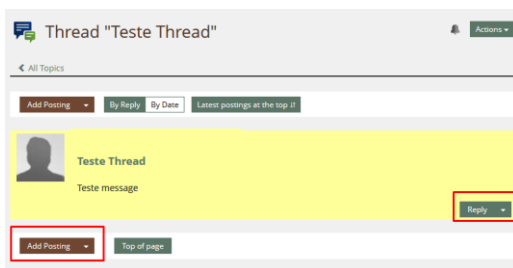 Thread "Teste Thread"
Actions
All Topics
Add Posting By Reply By Date Latest postings at the top
Teste Thread
Teste message
Reply
Add Posting Top of page